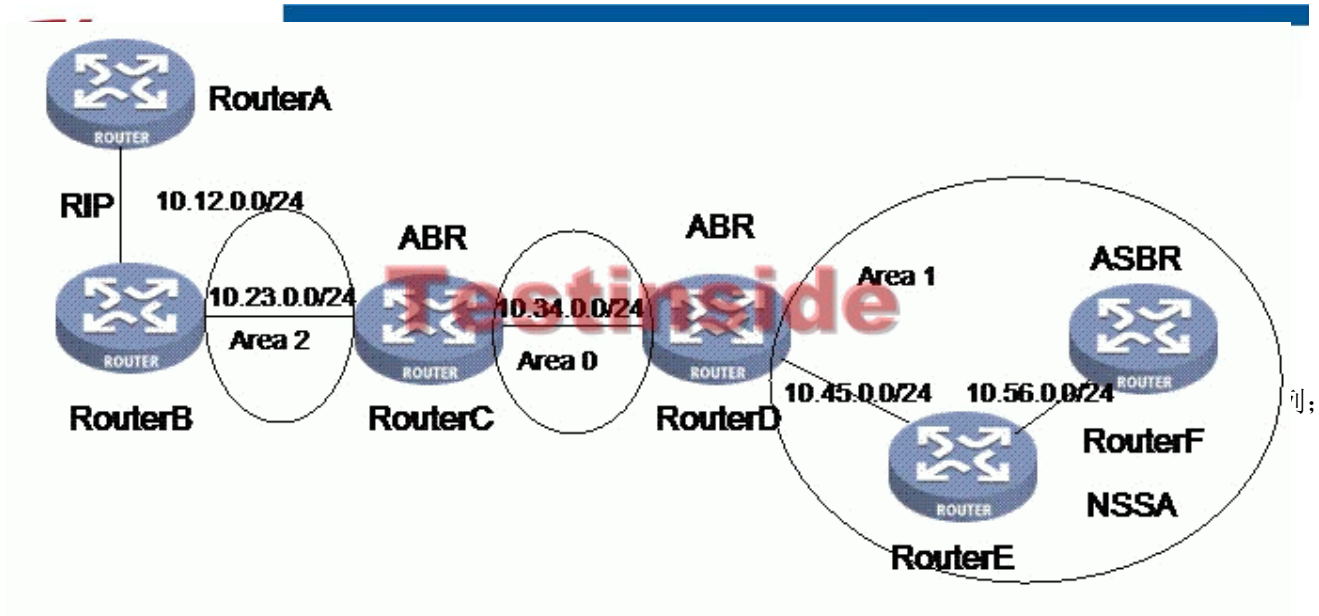 RouterA
ROUTER
RIP
10.12.0.0/24
ABR
ABR
ASBR
Area 1
Testinside
10.23.0.0/24
10.34.0.0/24
Area 2
Area 0
ROUTER
ROUTER
ROUTER
ROUTER
10.45.0.0/24
10.56.0.0/24
RouterB
RouterC
RouterD
RouterF
ROUTER
NSSA
RouterE